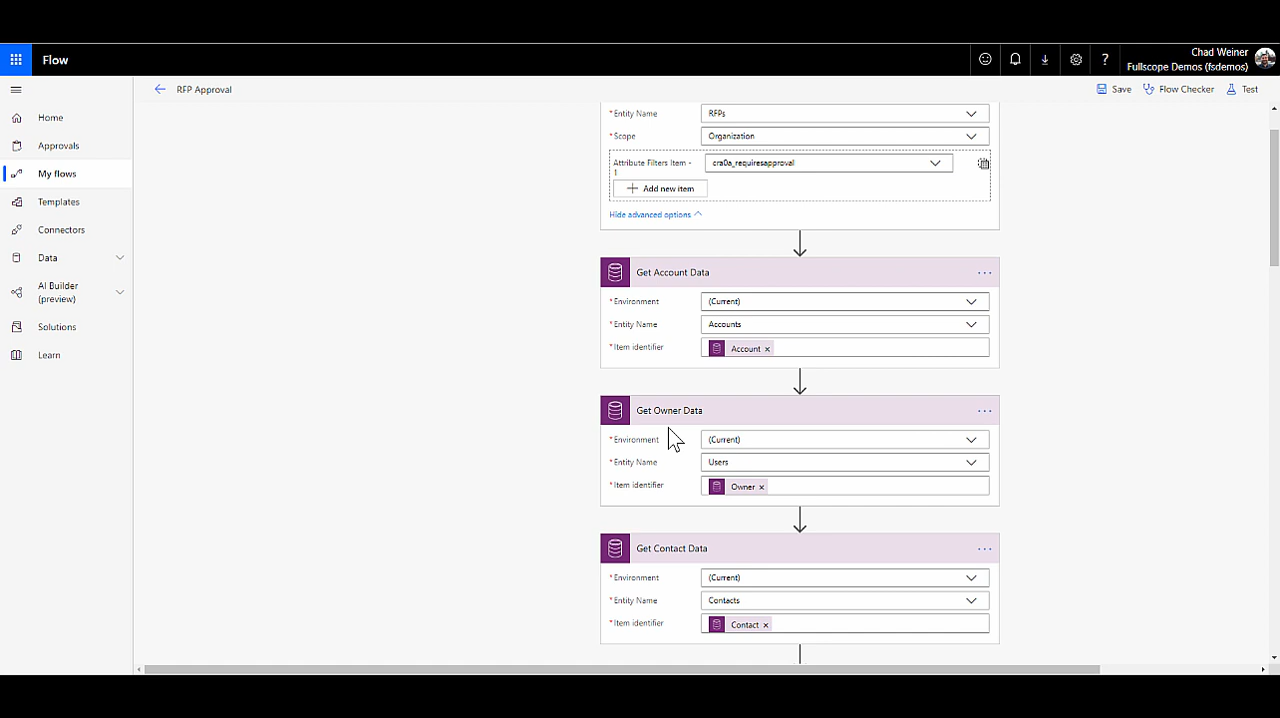 Flow
Chad Weiner
Fullscope Demos (fsdemos)
RFP Approval
Save
Flow Checker
Test
Home
Approvals
My flows
Templates
Connectors
Data
AI Builder
(preview)
Solutions
Learn
*Entity Name RFPs
*Scope Organization
Attribute Filters Item - cra0a_requiresapproval
1
Add new item
Hide advanced options
Get Account Data ...
*Environment (Current)
*Entity Name Accounts
*Item identifier Account ×
Get Owner Data ...
*Environment (Current)
*Entity Name Users
*Item identifier Owner ×
Get Contact Data ...
*Environment (Current)
*Entity Name Contacts
*Item identifier Contact ×